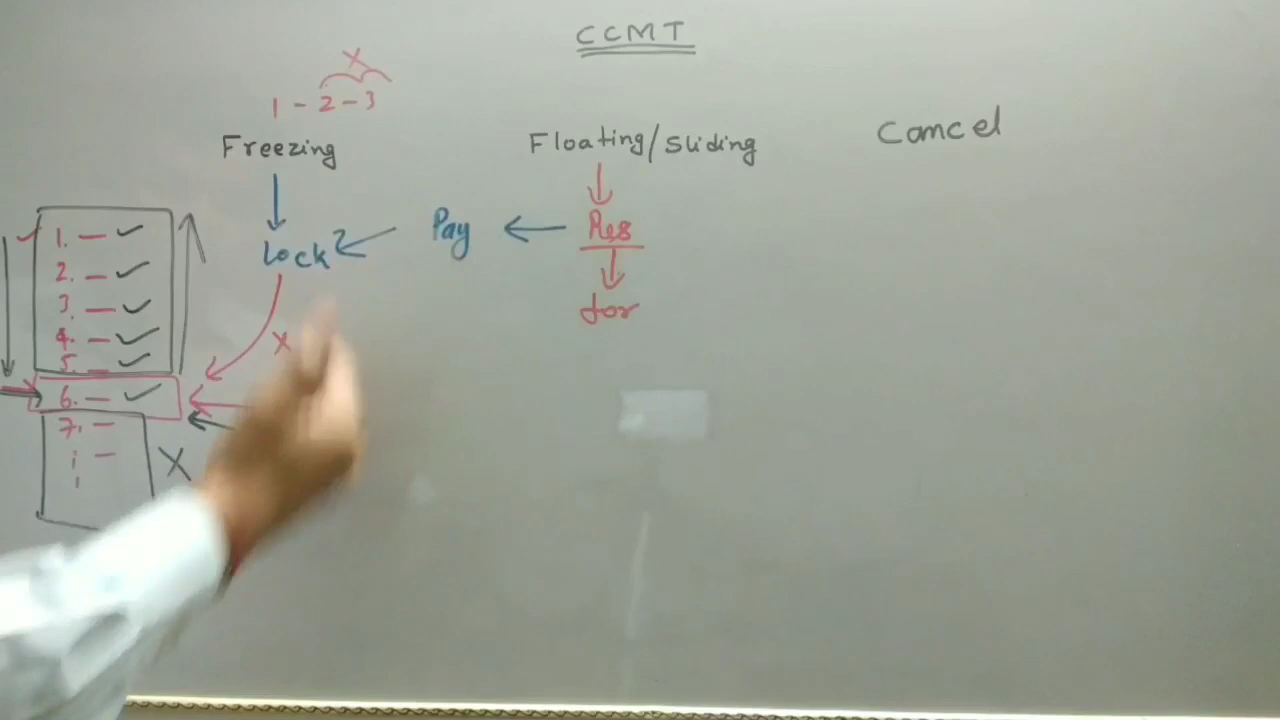 CCMT
1 - 2 - 3
Freezing
Floating/Sliding
Cancel
Lock
Pay
Res
for
1. —
2. —
3. —
4. —
5. —
6. —
7. —